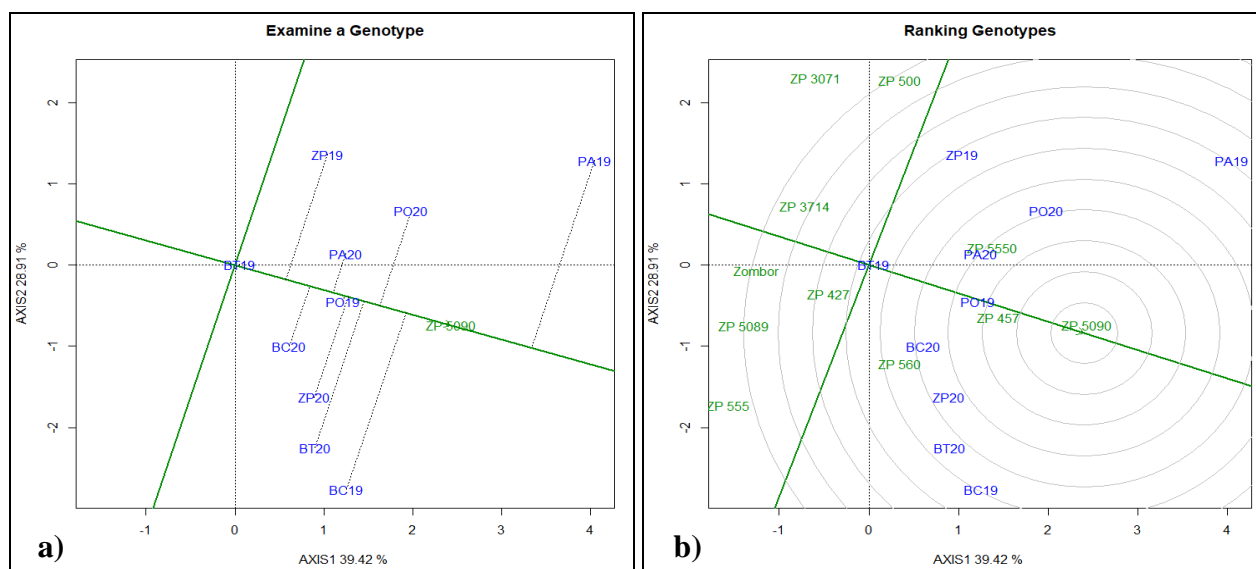 Examine a Genotype
2
1
0
-1
-2
AXIS2 28.91 %
ZP19
PA19
PO20
PA20
BT19
PO19
ZP 5090
BC20
ZP20
BT20
BC19
-1 0 1 2 3 4
AXIS1 39.42 %
a)
Ranking Genotypes
2
1
0
-1
-2
AXIS2 28.91 %
ZP 3071
ZP 500
ZP19
PA19
ZP 3714
PO20
ZP 5550
PA20
BT19
Zombor
ZP 427
PO19
ZP 457
ZP 5089
ZP 5090
BC20
ZP 560
ZP20
ZP 555
BT20
BC19
-1 0 1 2 3 4
AXIS1 39.42 %
b)